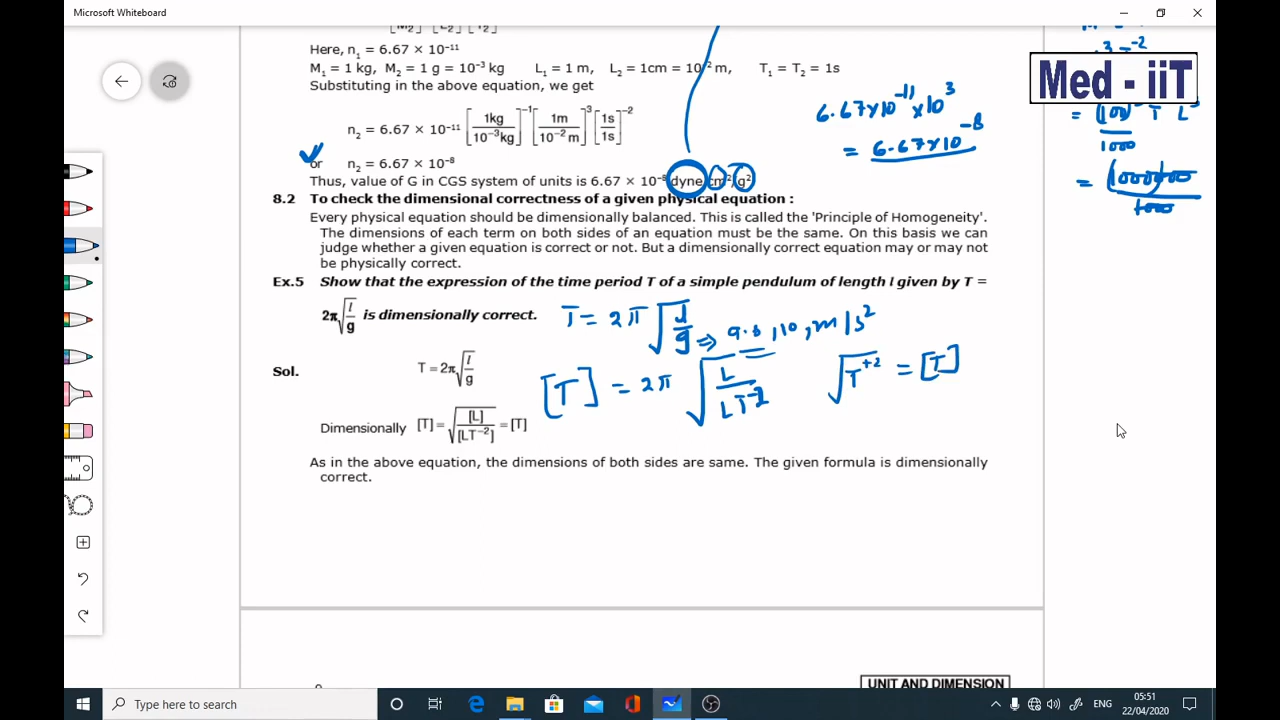 Microsoft Whiteboard
Here, n₁ = 6.67 × 10⁻¹¹
M₁ = 1 kg, M₂ = 1 g = 10⁻³ kg L₁ = 1 m, L₂ = 1cm = 10⁻² m, T₁ = T₂ = 1s
Substituting in the above equation, we get
n₂ = 6.67 × 10⁻¹¹ [1kg/10⁻³kg]⁻¹ [1m/10⁻²m]³ [1s/1s]⁻²
or n₂ = 6.67 × 10⁻⁸
Thus, value of G in CGS system of units is 6.67 × 10⁻⁸ dyne cm²/g²
6.67×10⁻¹¹×10³
= 6.67×10⁻⁸
Med - iiT
8.2 To check the dimensional correctness of a given physical equation :
Every physical equation should be dimensionally balanced. This is called the 'Principle of Homogeneity'.
The dimensions of each term on both sides of an equation must be the same. On this basis we can
judge whether a given equation is correct or not. But a dimensionally correct equation may or may not
be physically correct.
Ex.5 Show that the expression of the time period T of a simple pendulum of length l given by T =
2π√(l/g) is dimensionally correct.
T = 2π√(l/g) ⇒ 9.8, 10, m/s²
Sol. T = 2π√(l/g)
[T] = 2π√(L/LT⁻²) √T⁺² = [T]
Dimensionally [T] = √([L]/[LT⁻²]) = [T]
As in the above equation, the dimensions of both sides are same. The given formula is dimensionally
correct.
UNIT AND DIMENSION
Type here to search
ENG
05:51
22/04/2020